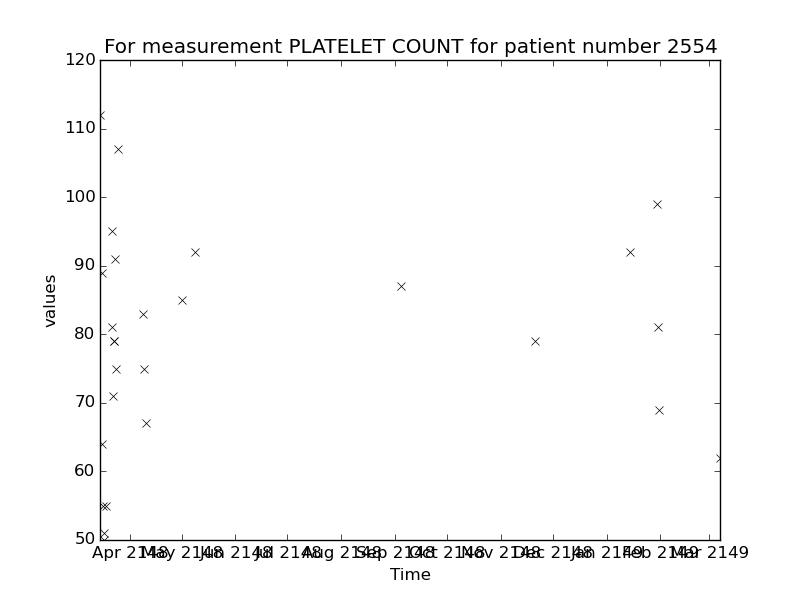 For measurement PLATELET COUNT for patient number 2554
120
110
100
90
80
70
60
50
values
Apr 2148 May 2148 Jun 2148 Jul 2148 Aug 2148 Sep 2148 Oct 2148 Nov 2148 Dec 2148 Jan 2149 Feb 2149 Mar 2149
Time